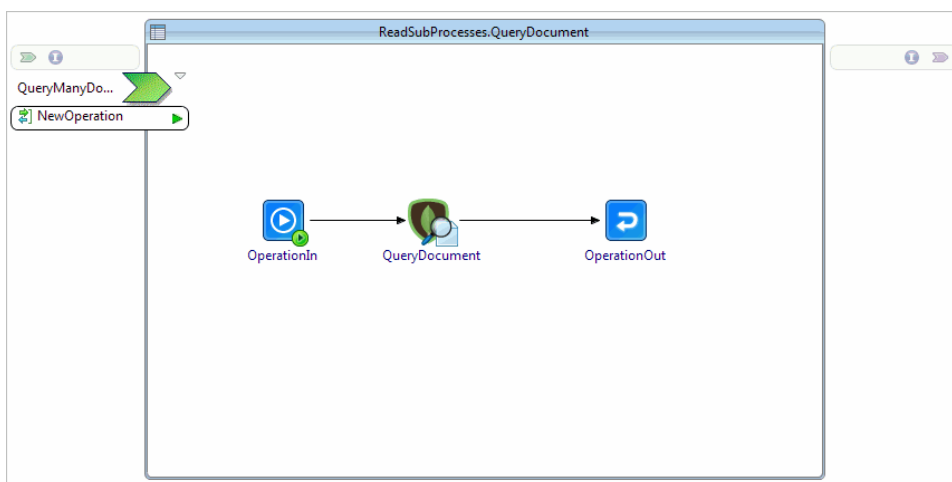 ReadSubProcesses.QueryDocument
QueryManyDo...
NewOperation
OperationIn
QueryDocument
OperationOut